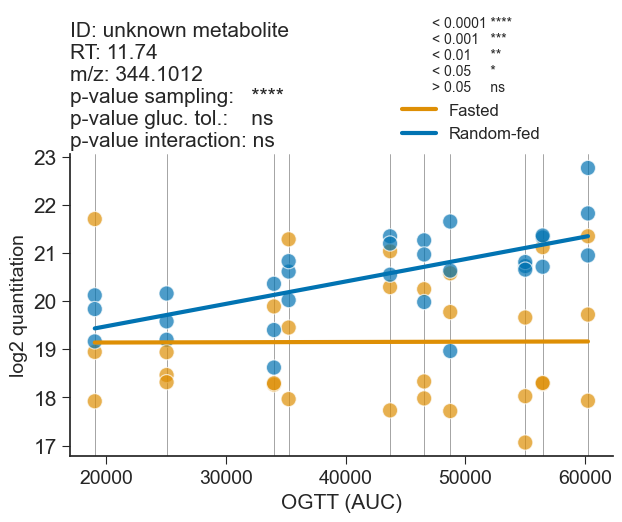 ID: unknown metabolite
RT: 11.74
m/z: 344.1012
p-value sampling: ****
p-value gluc. tol.: ns
p-value interaction: ns
< 0.0001 ****
< 0.001 ***
< 0.01 **
< 0.05 *
> 0.05 ns
Fasted
Random-fed
23
22
21
20
19
18
17
log2 quantitation
20000 30000 40000 50000 60000
OGTT (AUC)